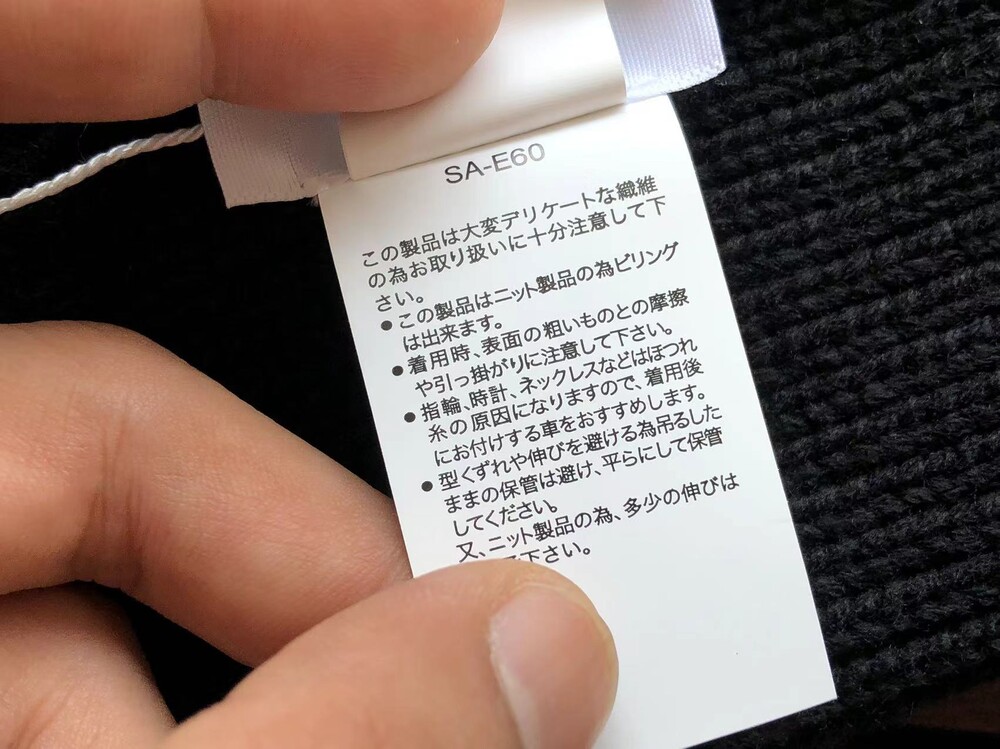 SA-E60
この製品は大変デリケートな織維
の為お取り扱いに十分注意して下
さい。
●この製品はニット製品の為ピリング
は出来ます。
●着用時、表面の粗いものとの摩擦
や引っ掛がりに注意して下さい。
●指輪、時計、ネックレスなどはほつれ
糸の原因になりますので、着用後
にお付けする車をおすすめします。
●型くずれや伸びを避ける為吊るした
ままの保管は避け、平らにして保管
してください。
又、ニット製品の為、多少の伸びは
下さい。